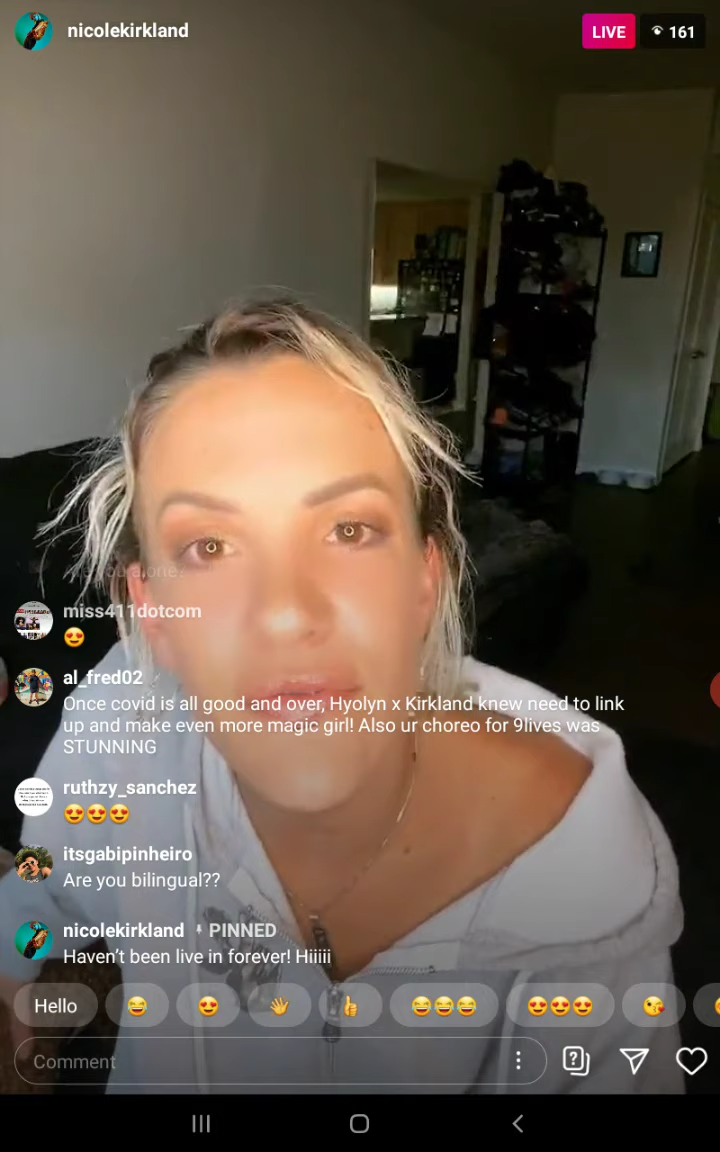 nicolekirkland
LIVE
161
you alone?
miss411dotcom
😍
al_fred02
Once covid is all good and over, Hyolyn x Kirkland knew need to link
up and make even more magic girl! Also ur choreo for 9lives was
STUNNING
ruthzy_sanchez
😍😍😍
itsgabipinheiro
Are you bilingual??
nicolekirkland PINNED
Haven't been live in forever! Hiiiii
Hello 😂 😍 👋 👍 😂😂😂 😍😍😍 😘
Comment